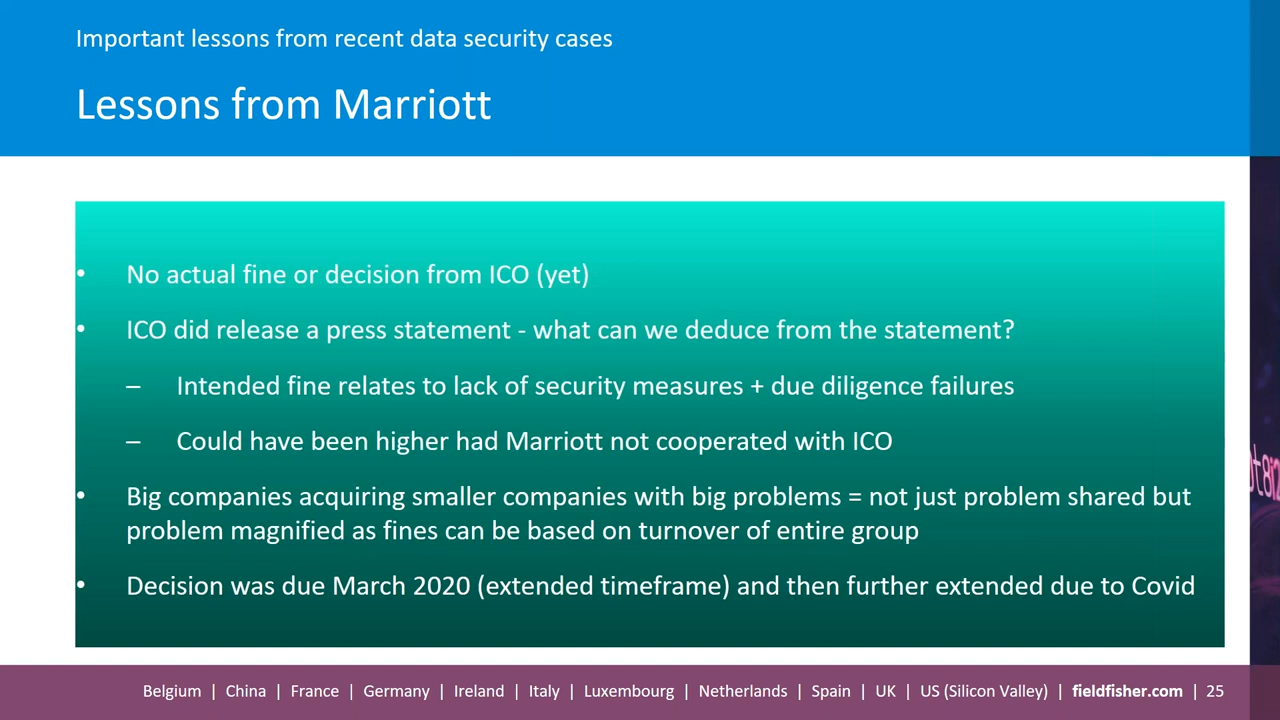 Important lessons from recent data security cases
Lessons from Marriott
• No actual fine or decision from ICO (yet)
• ICO did release a press statement - what can we deduce from the statement?
– Intended fine relates to lack of security measures + due diligence failures
– Could have been higher had Marriott not cooperated with ICO
• Big companies acquiring smaller companies with big problems = not just problem shared but
problem magnified as fines can be based on turnover of entire group
• Decision was due March 2020 (extended timeframe) and then further extended due to Covid
Belgium | China | France | Germany | Ireland | Italy | Luxembourg | Netherlands | Spain | UK | US (Silicon Valley) | fieldfisher.com | 25